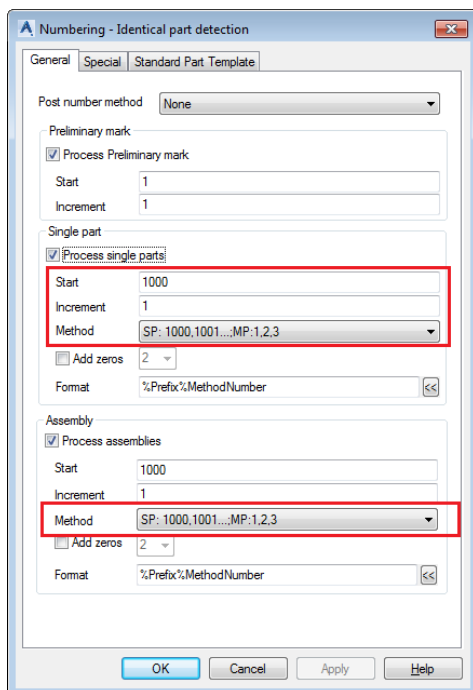 Numbering - Identical part detection
General Special Standard Part Template
Post number method None
Preliminary mark
Process Preliminary mark
Start 1
Increment 1
Single part
Process single parts
Start 1000
Increment 1
Method SP: 1000,1001...;MP:1,2,3
Add zeros 2
Format %Prefix%MethodNumber <<
Assembly
Process assemblies
Start 1000
Increment 1
Method SP: 1000,1001...;MP:1,2,3
Add zeros 2
Format %Prefix%MethodNumber <<
OK Cancel Apply Help